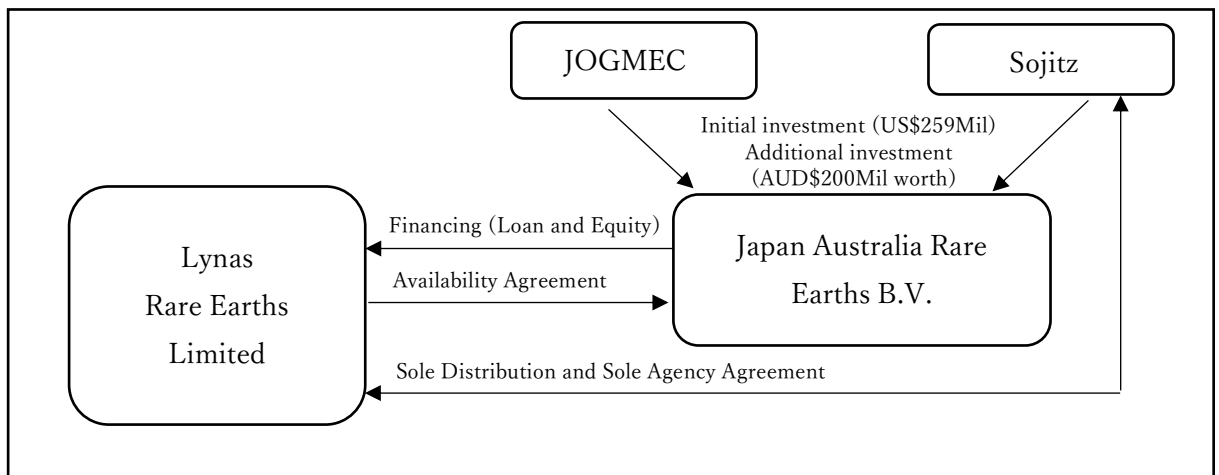 JOGMEC
Sojitz
Initial investment (US$259Mil)
Additional investment
(AUD$200Mil worth)
Lynas
Rare Earths
Limited
Financing (Loan and Equity)
Availability Agreement
Japan Australia Rare
Earths B.V.
Sole Distribution and Sole Agency Agreement